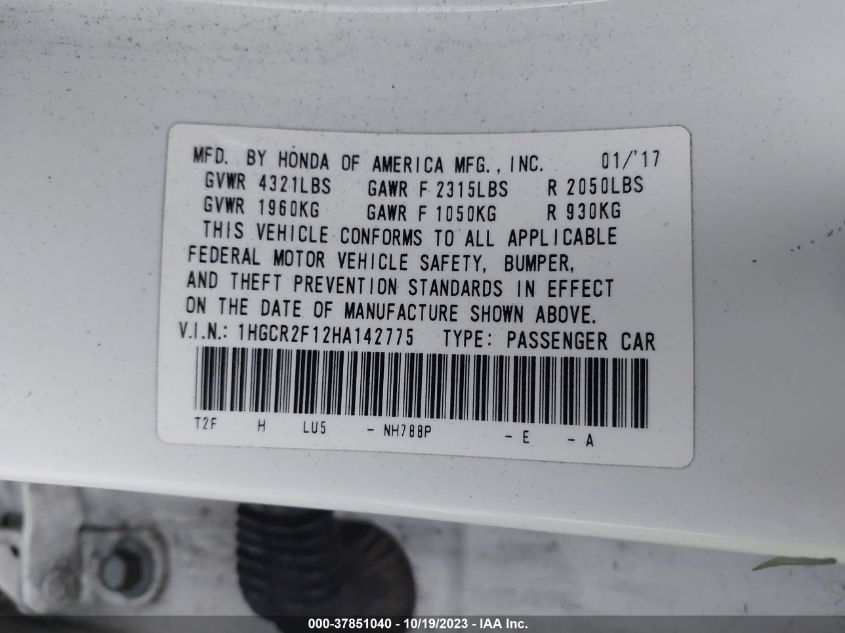 MFD. BY HONDA OF AMERICA MFG., INC. 01/'17
GVWR 4321LBS GAWR F 2315LBS R 2050LBS
GVWR 1960KG GAWR F 1050KG R 930KG
THIS VEHICLE CONFORMS TO ALL APPLICABLE
FEDERAL MOTOR VEHICLE SAFETY, BUMPER,
AND THEFT PREVENTION STANDARDS IN EFFECT
ON THE DATE OF MANUFACTURE SHOWN ABOVE.
V.I.N.: 1HGCR2F12HA142775 TYPE: PASSENGER CAR
T2F H LU5 - NH788P - E - A
000-37851040 - 10/19/2023 - IAA Inc.